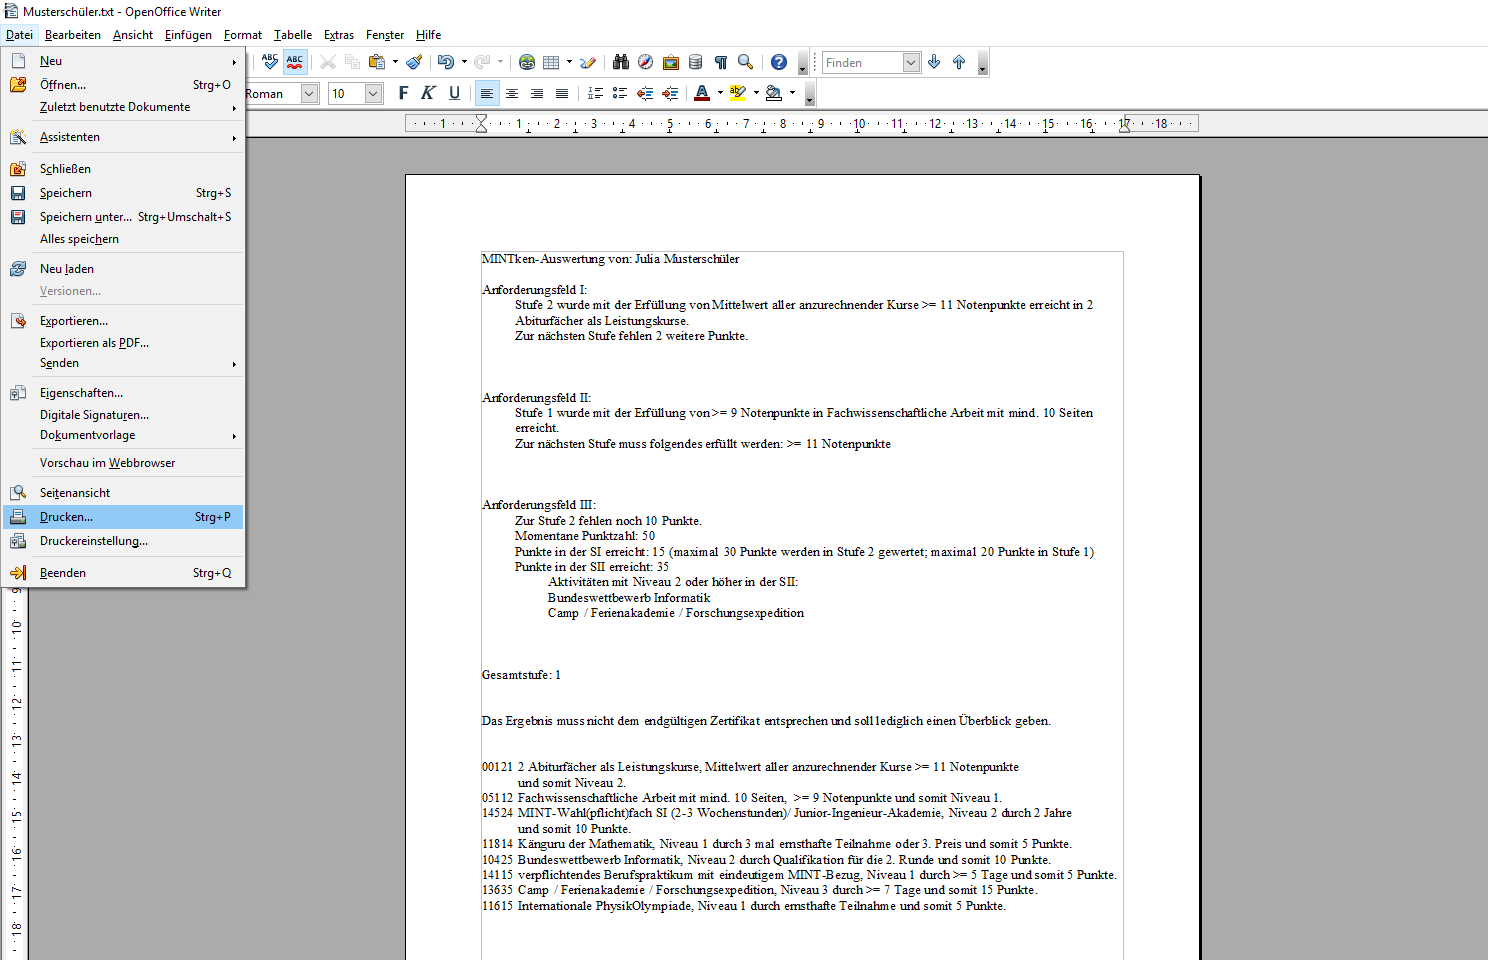 Musterschüler.txt - OpenOffice Writer
Datei Bearbeiten Ansicht Einfügen Format Tabelle Extras Fenster Hilfe
Neu
Öffnen... Strg+O
Zuletzt benutzte Dokumente
Assistenten
Schließen
Speichern Strg+S
Speichern unter... Strg+Umschalt+S
Alles speichern
Neu laden
Versionen...
Exportieren...
Exportieren als PDF...
Senden
Eigenschaften...
Digitale Signaturen...
Dokumentvorlage
Vorschau im Webbrowser
Seitenansicht
Drucken... Strg+P
Druckereinstellung...
Beenden Strg+Q
ABC ABC Finden
Roman 10 F K U
1 1 2 3 4 5 6 7 8 9 10 11 12 13 14 15 16 17 18
9
10
11
12
13
14
15
16
17
18
MINTken-Auswertung von: Julia Musterschüler
Anforderungsfeld I:
Stufe 2 wurde mit der Erfüllung von Mittelwert aller anzurechnender Kurse >= 11 Notenpunkte erreicht in 2
Abiturfächer als Leistungskurse.
Zur nächsten Stufe fehlen 2 weitere Punkte.
Anforderungsfeld II:
Stufe 1 wurde mit der Erfüllung von >= 9 Notenpunkte in Fachwissenschaftliche Arbeit mit mind. 10 Seiten
erreicht.
Zur nächsten Stufe muss folgendes erfüllt werden: >= 11 Notenpunkte
Anforderungsfeld III:
Zur Stufe 2 fehlen noch 10 Punkte.
Momentane Punktzahl: 50
Punkte in der SI erreicht: 15 (maximal 30 Punkte werden in Stufe 2 gewertet; maximal 20 Punkte in Stufe 1)
Punkte in der SII erreicht: 35
Aktivitäten mit Niveau 2 oder höher in der SII:
Bundeswettbewerb Informatik
Camp / Ferienakademie / Forschungsexpedition
Gesamtstufe: 1
Das Ergebnis muss nicht dem endgültigen Zertifikat entsprechen und soll lediglich einen Überblick geben.
00121 2 Abiturfächer als Leistungskurse, Mittelwert aller anzurechnender Kurse >= 11 Notenpunkte
und somit Niveau 2.
05112 Fachwissenschaftliche Arbeit mit mind. 10 Seiten, >= 9 Notenpunkte und somit Niveau 1.
14524 MINT-Wahl(pflicht)fach SI (2-3 Wochenstunden)/ Junior-Ingenieur-Akademie, Niveau 2 durch 2 Jahre
und somit 10 Punkte.
11814 Känguru der Mathematik, Niveau 1 durch 3 mal ernsthafte Teilnahme oder 3. Preis und somit 5 Punkte.
10425 Bundeswettbewerb Informatik, Niveau 2 durch Qualifikation für die 2. Runde und somit 10 Punkte.
14115 verpflichtendes Berufspraktikum mit eindeutigem MINT-Bezug, Niveau 1 durch >= 5 Tage und somit 5 Punkte.
13635 Camp / Ferienakademie / Forschungsexpedition, Niveau 3 durch >= 7 Tage und somit 15 Punkte.
11615 Internationale PhysikOlympiade, Niveau 1 durch ernsthafte Teilnahme und somit 5 Punkte.